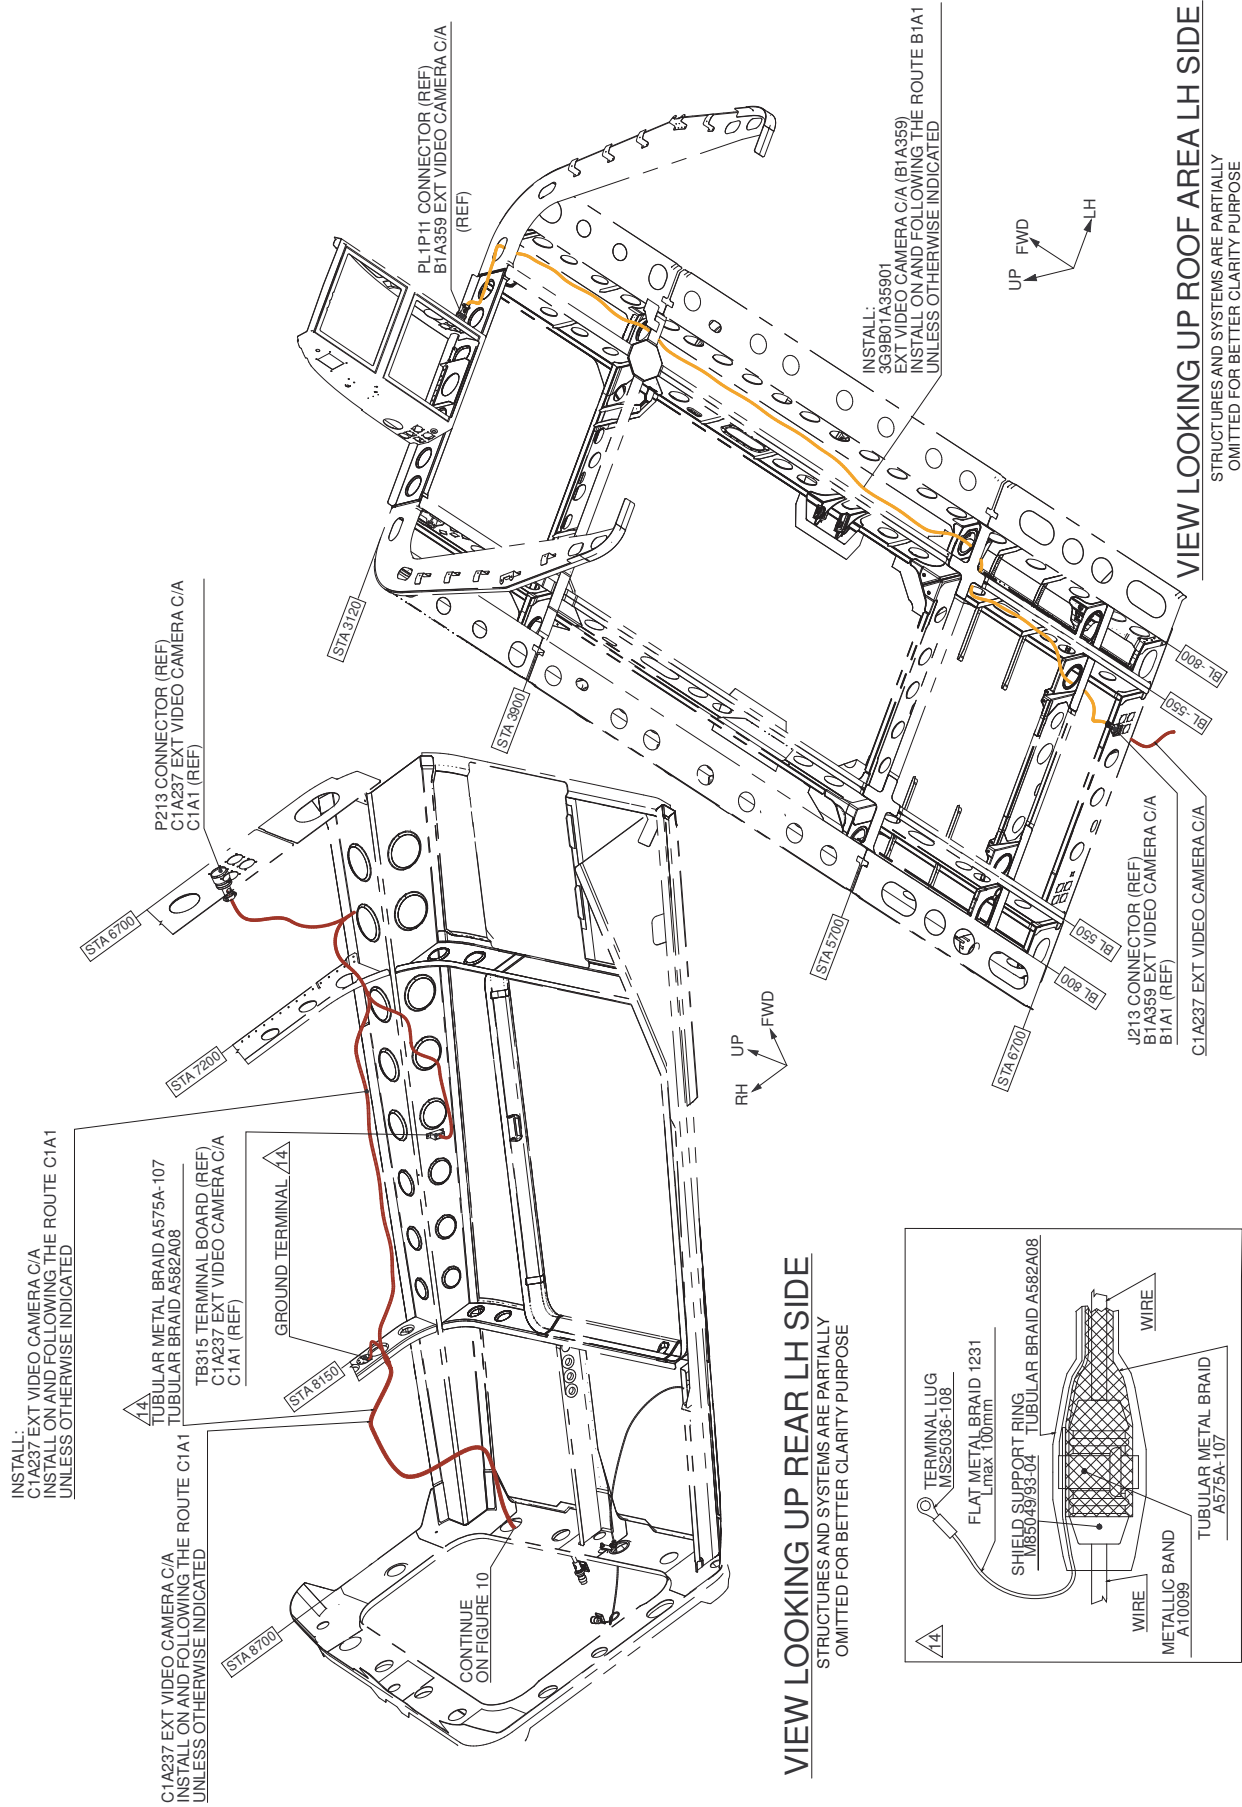 INSTALL:
C1A237 EXT VIDEO CAMERA C/A
INSTALL ON AND FOLLOWING THE ROUTE C1A1
UNLESS OTHERWISE INDICATED
14
TUBULAR METAL BRAID A575A-107
TUBULAR BRAID A582A08
TB315 TERMINAL BOARD (REF)
C1A237 EXT VIDEO CAMERA C/A
C1A1 (REF)
GROUND TERMINAL
14
C1A237 EXT VIDEO CAMERA C/A
INSTALL ON AND FOLLOWING THE ROUTE C1A1
UNLESS OTHERWISE INDICATED
P213 CONNECTOR (REF)
C1A237 EXT VIDEO CAMERA C/A
C1A1 (REF)
STA 6700
STA 7200
STA 8150
STA 8700
CONTINUE
ON FIGURE 10
RH
UP
FWD
VIEW LOOKING UP REAR LH SIDE
STRUCTURES AND SYSTEMS ARE PARTIALLY
OMITTED FOR BETTER CLARITY PURPOSE
PL1P11 CONNECTOR (REF)
B1A359 EXT VIDEO CAMERA C/A
(REF)
STA 3120
STA 3900
STA 5700
STA 6700
INSTALL:
3G9B01A35901
EXT VIDEO CAMERA C/A (B1A359)
INSTALL ON AND FOLLOWING THE ROUTE B1A1
UNLESS OTHERWISE INDICATED
UP
FWD
LH
BL -800
BL -550
BL 550
BL 800
J213 CONNECTOR (REF)
B1A359 EXT VIDEO CAMERA C/A
B1A1 (REF)
C1A237 EXT VIDEO CAMERA C/A
VIEW LOOKING UP ROOF AREA LH SIDE
STRUCTURES AND SYSTEMS ARE PARTIALLY
OMITTED FOR BETTER CLARITY PURPOSE
14
TERMINAL LUG
MS25036-108
FLAT METAL BRAID 1231
Lmax 100mm
SHIELD SUPPORT RING
M85049/93-04
TUBULAR BRAID A582A08
WIRE
WIRE
METALLIC BAND
A10099
TUBULAR METAL BRAID
A575A-107